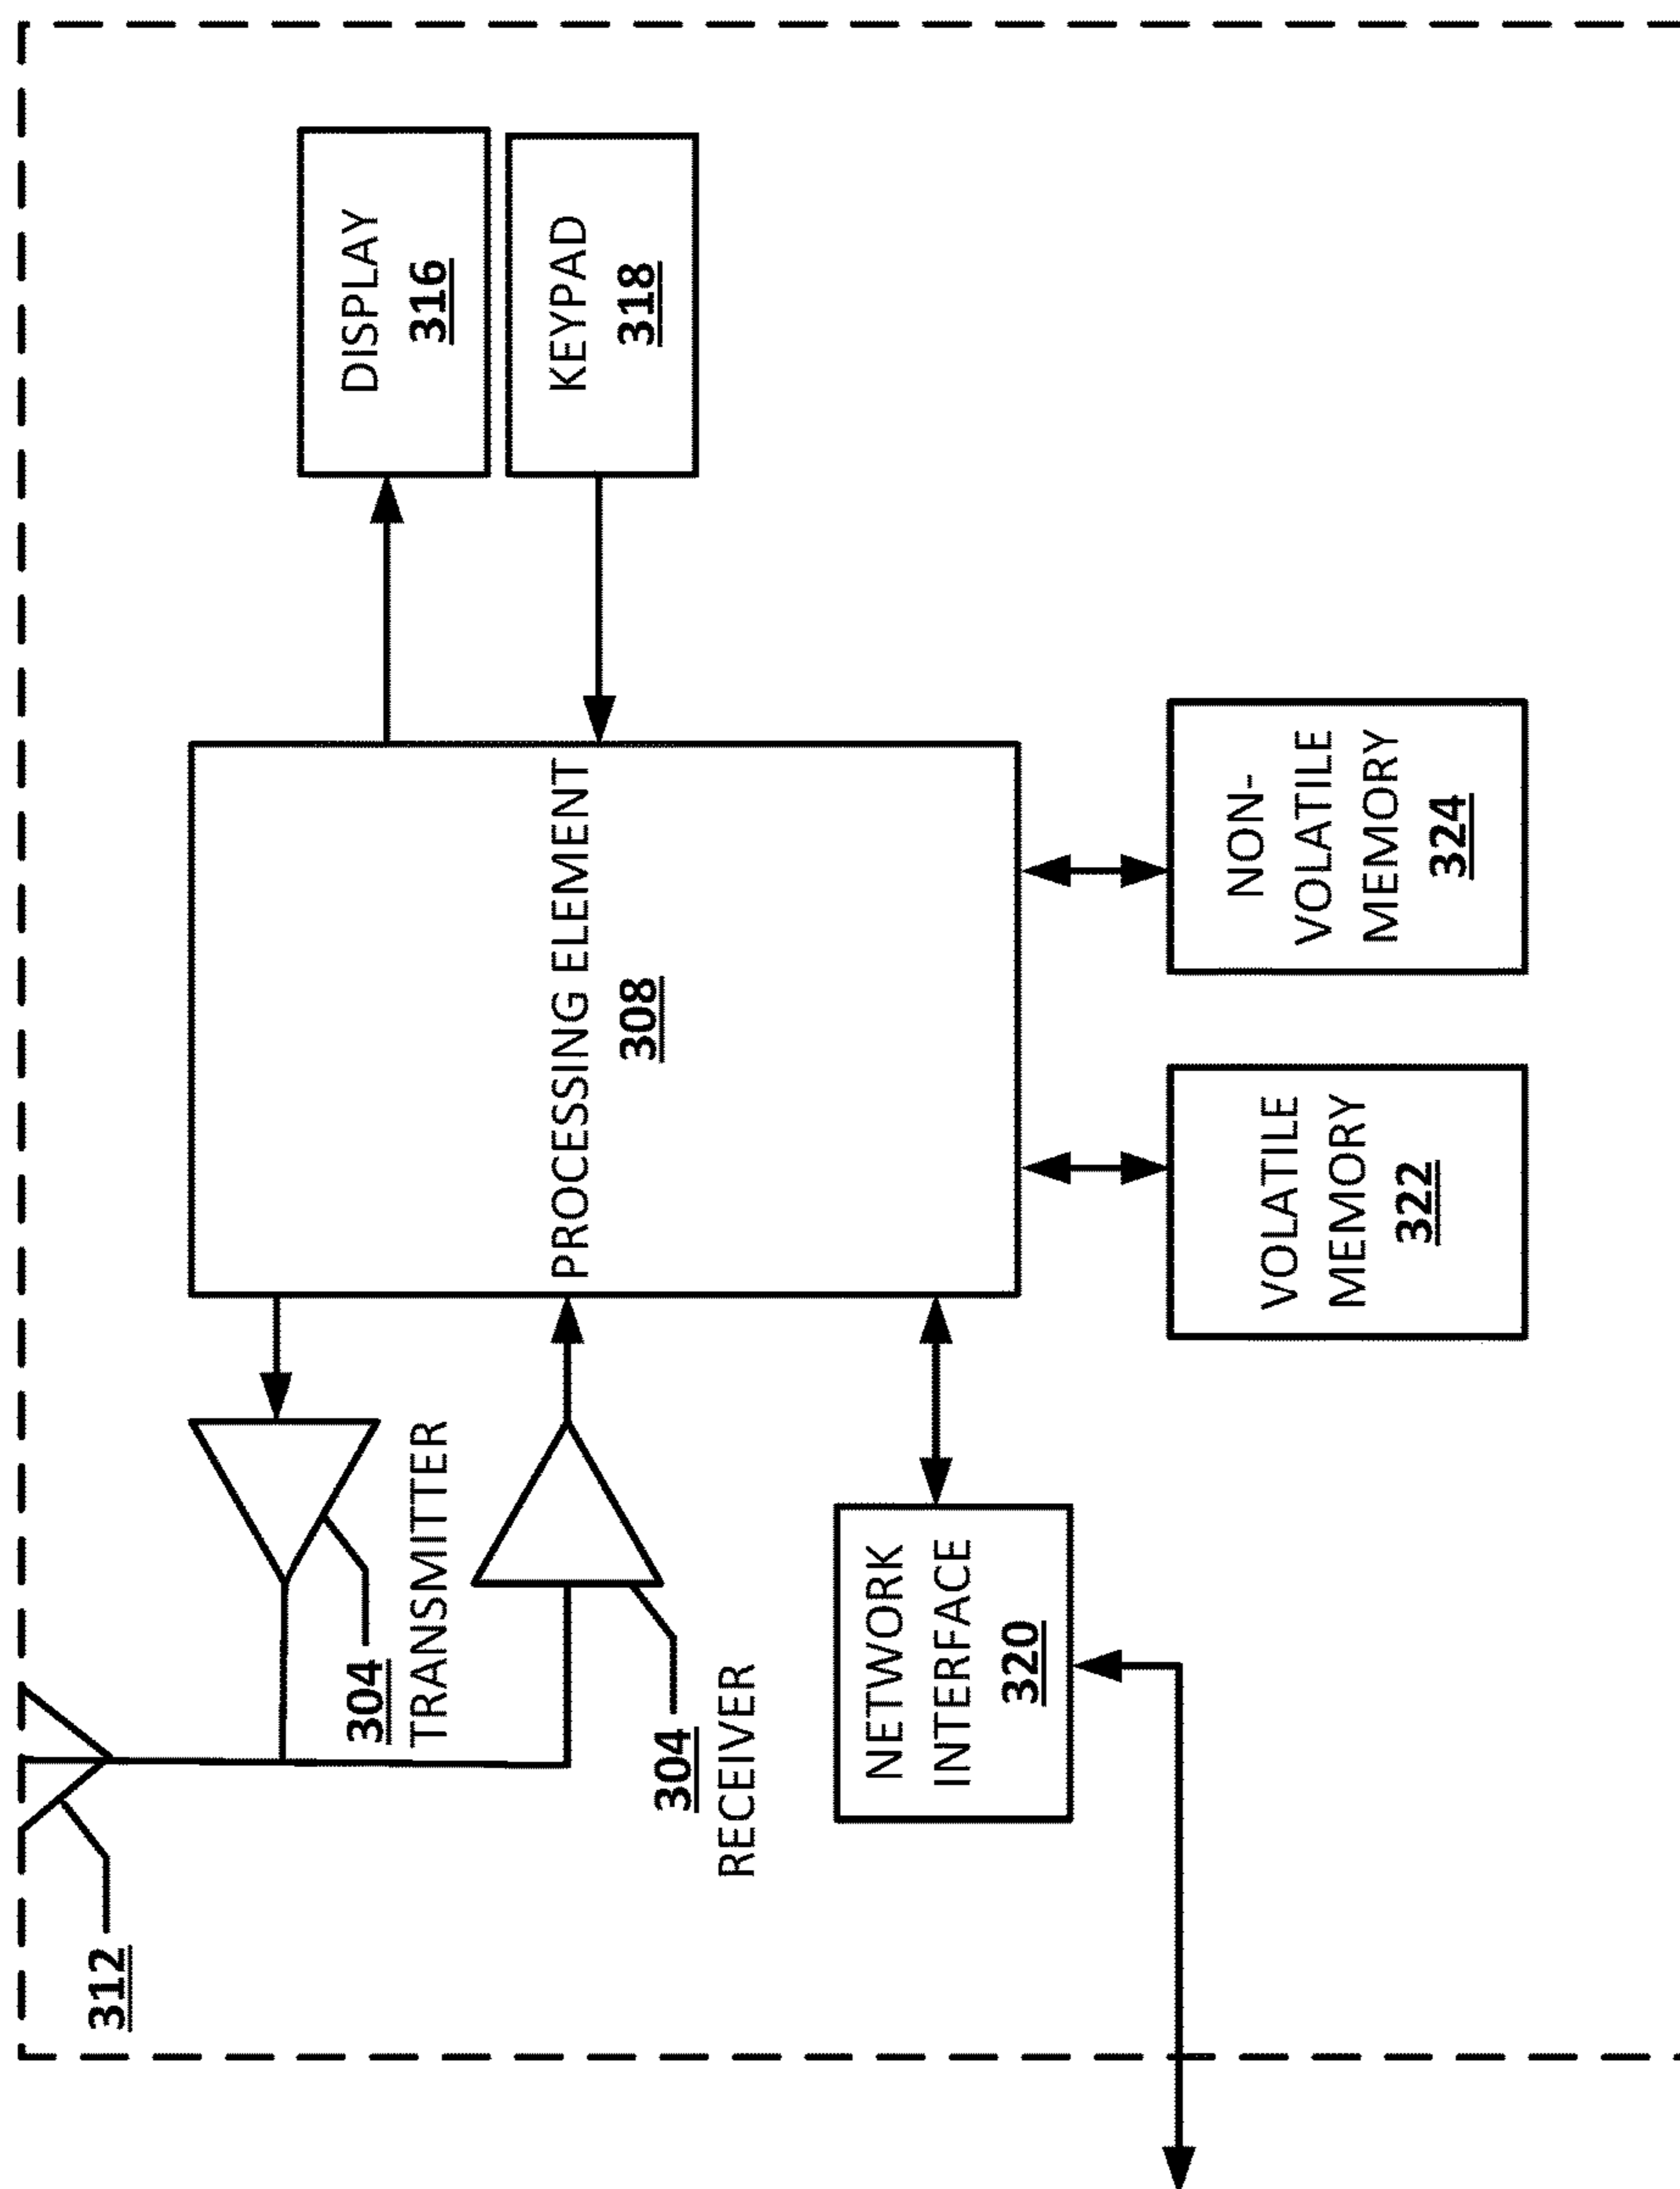 312
304
TRANSMITTER
304
RECEIVER
NETWORK
INTERFACE
320
PROCESSING ELEMENT
308
DISPLAY
316
KEYPAD
318
VOLATILE
MEMORY
322
NON-
VOLATILE
MEMORY
324